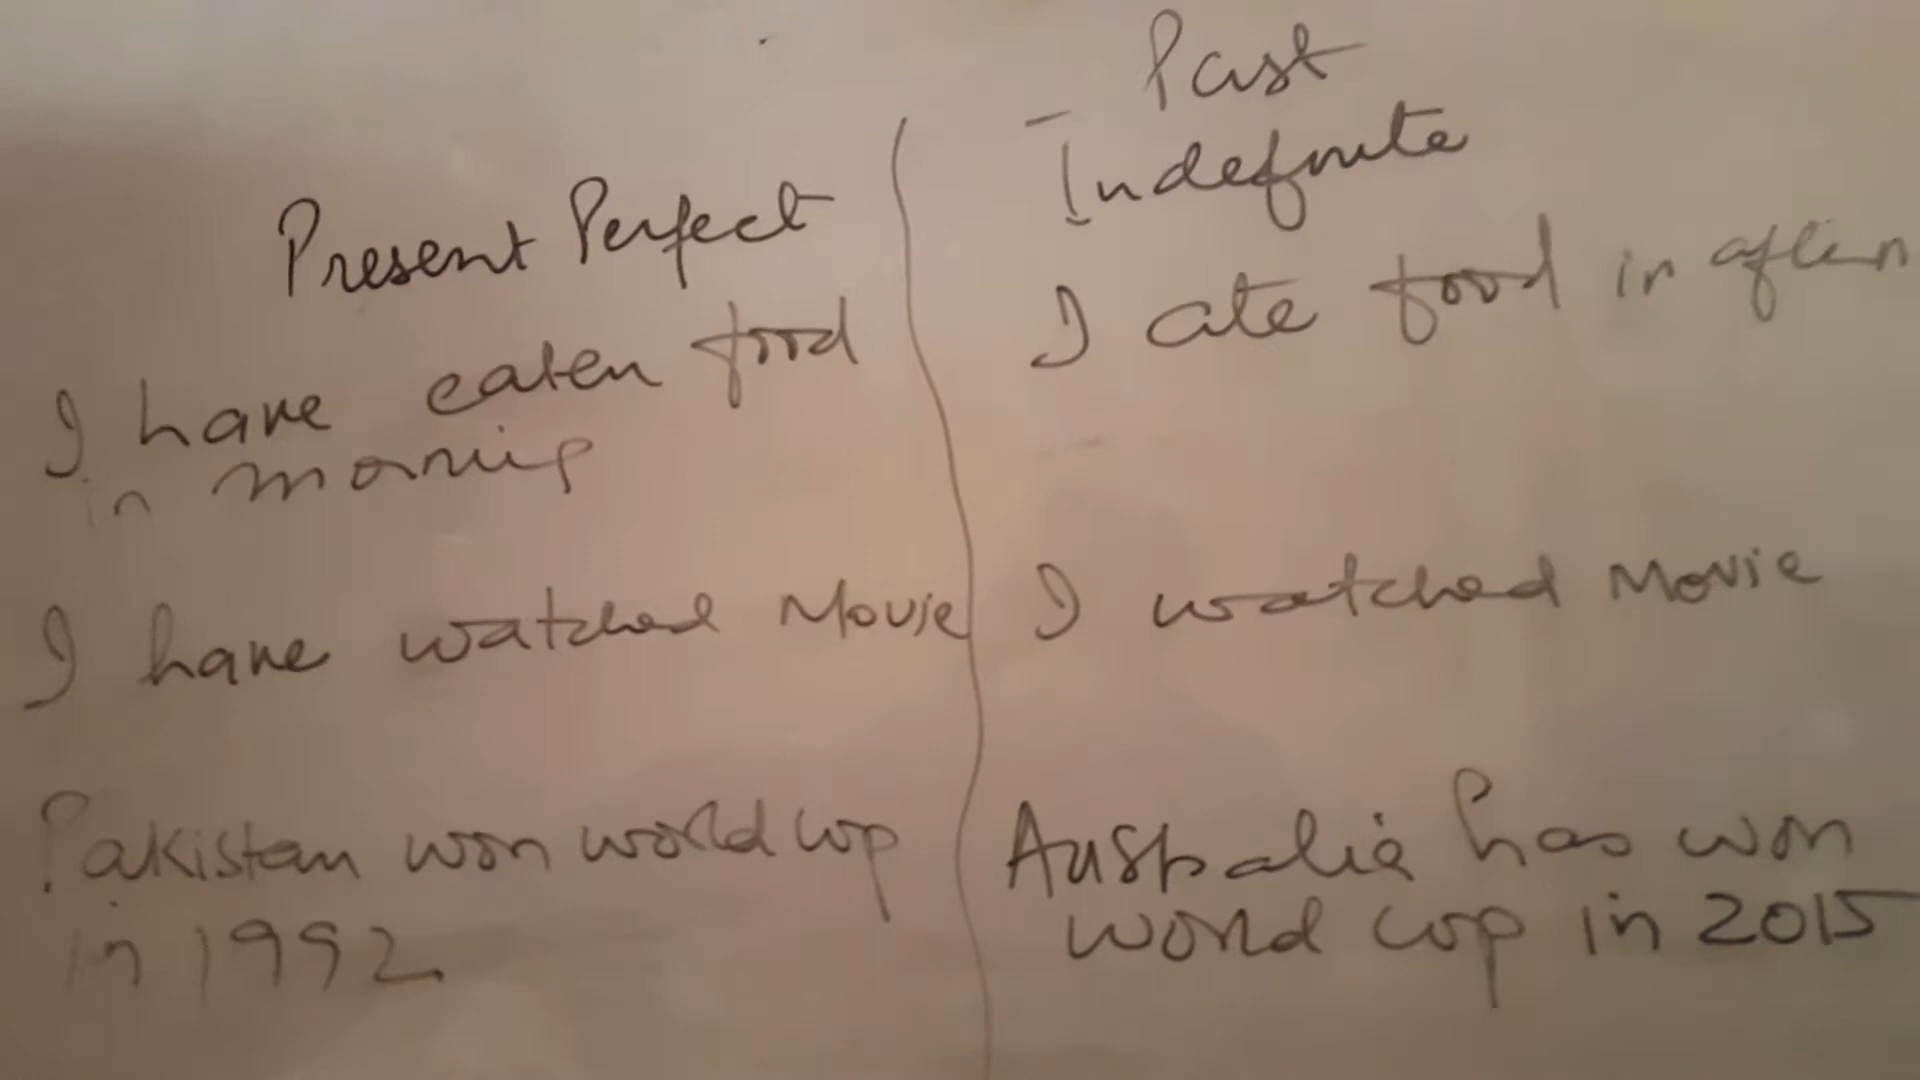 Present Perfect
I have eaten food
in morning
I have watched Movie
Pakistan won world cup
in 1992
Past
Indefinite
I ate food in aftern
I watched Movie
Australia has won
world cup in 2015